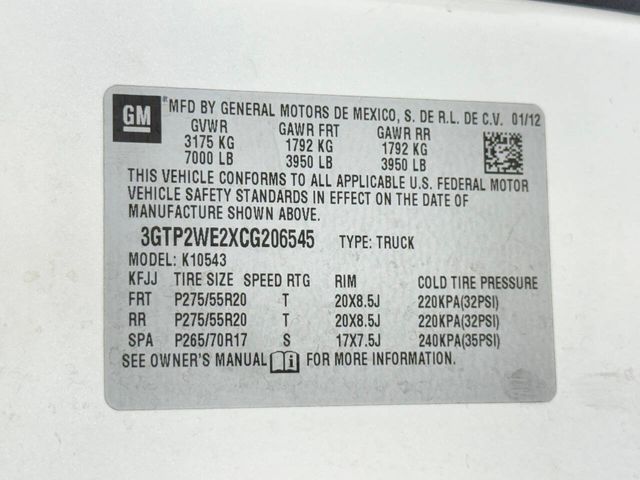 GM
MFD BY GENERAL MOTORS DE MEXICO, S. DE R.L. DE C.V. 01/12
GVWR GAWR FRT GAWR RR
3175 KG 1792 KG 1792 KG
7000 LB 3950 LB 3950 LB
THIS VEHICLE CONFORMS TO ALL APPLICABLE U.S. FEDERAL MOTOR
VEHICLE SAFETY STANDARDS IN EFFECT ON THE DATE OF
MANUFACTURE SHOWN ABOVE.
3GTP2WE2XCG206545 TYPE: TRUCK
MODEL: K10543
KFJJ TIRE SIZE SPEED RTG RIM COLD TIRE PRESSURE
FRT P275/55R20 T 20X8.5J 220KPA(32PSI)
RR P275/55R20 T 20X8.5J 220KPA(32PSI)
SPA P265/70R17 S 17X7.5J 240KPA(35PSI)
SEE OWNER'S MANUAL FOR MORE INFORMATION.